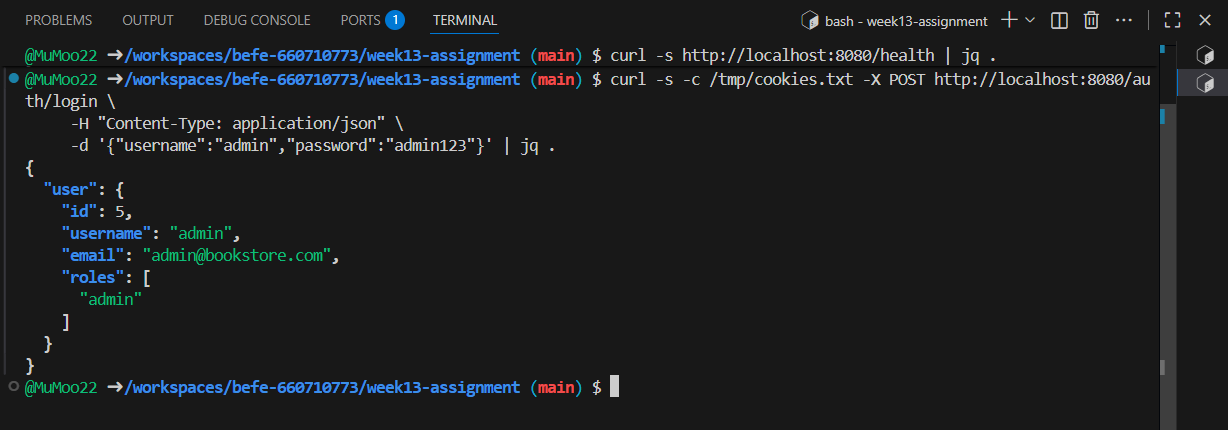 PROBLEMS OUTPUT DEBUG CONSOLE PORTS 1 TERMINAL bash - week13-assignment
@MuMoo22 ➜/workspaces/befe-660710773/week13-assignment (main) $ curl -s http://localhost:8080/health | jq .
@MuMoo22 ➜/workspaces/befe-660710773/week13-assignment (main) $ curl -s -c /tmp/cookies.txt -X POST http://localhost:8080/au
th/login \
     -H "Content-Type: application/json" \
     -d '{"username":"admin","password":"admin123"}' | jq .
{
  "user": {
    "id": 5,
    "username": "admin",
    "email": "admin@bookstore.com",
    "roles": [
      "admin"
    ]
  }
}
@MuMoo22 ➜/workspaces/befe-660710773/week13-assignment (main) $